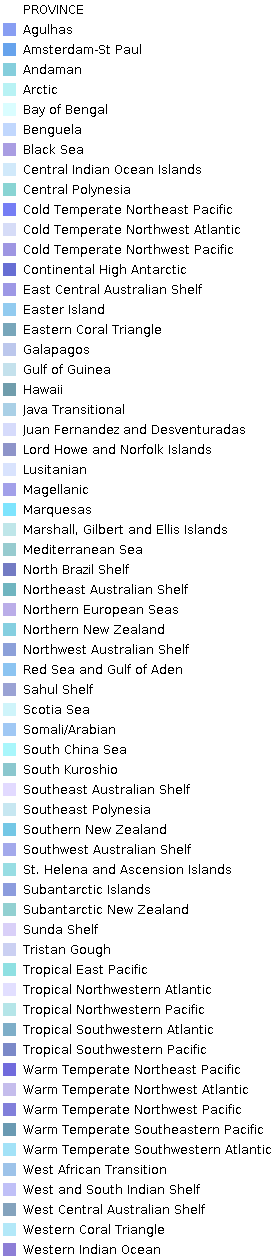 PROVINCE
Agulhas
Amsterdam-St Paul
Andaman
Arctic
Bay of Bengal
Benguela
Black Sea
Central Indian Ocean Islands
Central Polynesia
Cold Temperate Northeast Pacific
Cold Temperate Northwest Atlantic
Cold Temperate Northwest Pacific
Continental High Antarctic
East Central Australian Shelf
Easter Island
Eastern Coral Triangle
Galapagos
Gulf of Guinea
Hawaii
Java Transitional
Juan Fernandez and Desventuradas
Lord Howe and Norfolk Islands
Lusitanian
Magellanic
Marquesas
Marshall, Gilbert and Ellis Islands
Mediterranean Sea
North Brazil Shelf
Northeast Australian Shelf
Northern European Seas
Northern New Zealand
Northwest Australian Shelf
Red Sea and Gulf of Aden
Sahul Shelf
Scotia Sea
Somali/Arabian
South China Sea
South Kuroshio
Southeast Australian Shelf
Southeast Polynesia
Southern New Zealand
Southwest Australian Shelf
St. Helena and Ascension Islands
Subantarctic Islands
Subantarctic New Zealand
Sunda Shelf
Tristan Gough
Tropical East Pacific
Tropical Northwestern Atlantic
Tropical Northwestern Pacific
Tropical Southwestern Atlantic
Tropical Southwestern Pacific
Warm Temperate Northeast Pacific
Warm Temperate Northwest Atlantic
Warm Temperate Northwest Pacific
Warm Temperate Southeastern Pacific
Warm Temperate Southwestern Atlantic
West African Transition
West and South Indian Shelf
West Central Australian Shelf
Western Coral Triangle
Western Indian Ocean